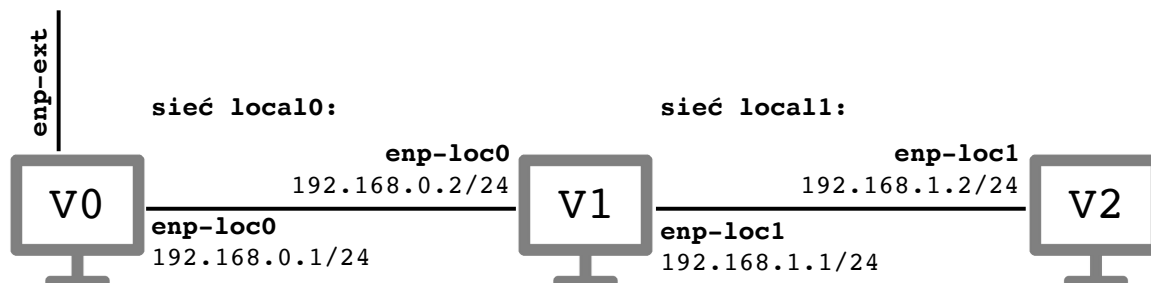 enp-ext
sieć local0:
sieć local1:
enp-loc0
192.168.0.2/24
enp-loc1
192.168.1.2/24
V0
V1
V2
enp-loc0
192.168.0.1/24
enp-loc1
192.168.1.1/24